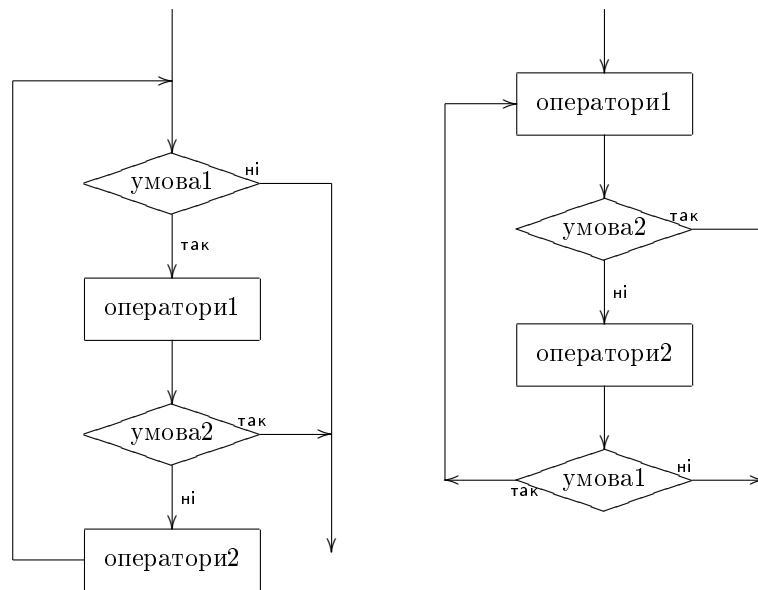 умова1
ні
так
оператори1
умова2
так
ні
оператори2
оператори1
умова2
так
ні
оператори2
умова1
ні
так